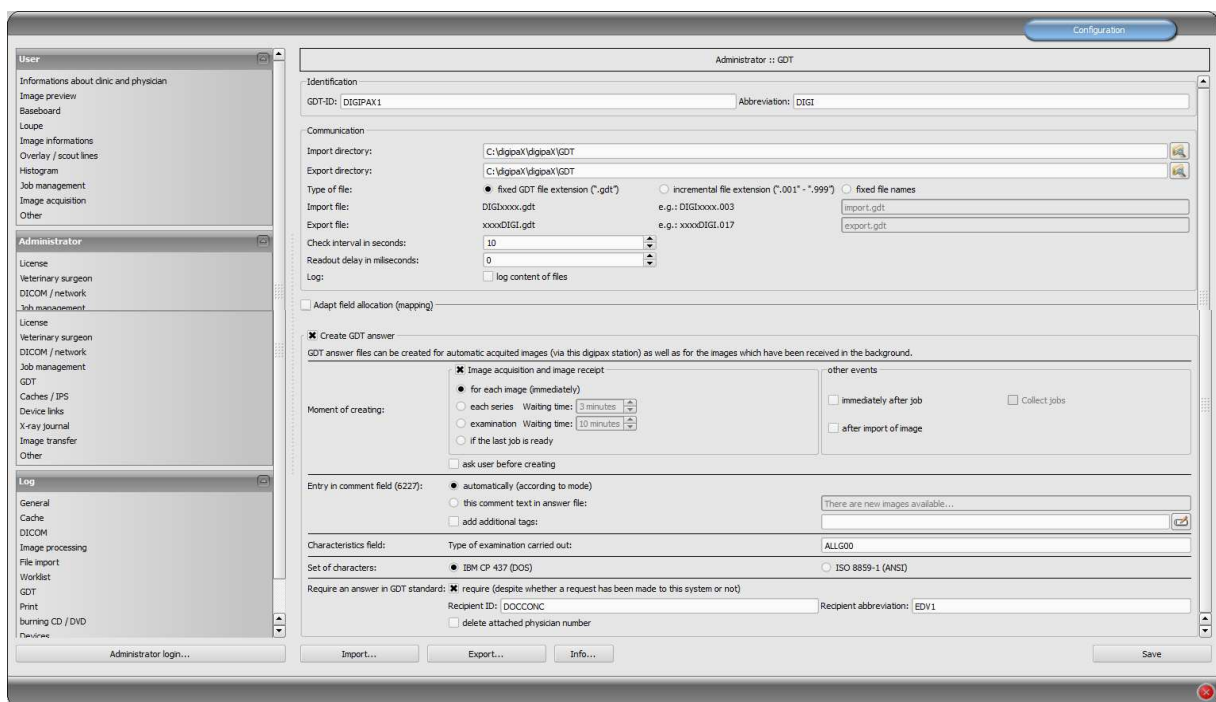 Configuration
User
Informations about clinic and physician
Image preview
Baseboard
Loupe
Image informations
Overlay / scout lines
Histogram
Job management
Image acquisition
Other
Administrator
License
Veterinary surgeon
DICOM / network
Job management
License
Veterinary surgeon
DICOM / network
Job management
GDT
Caches / IPS
Device links
X-ray journal
Image transfer
Other
Log
General
Cache
DICOM
Image processing
File import
Worklist
GDT
Print
burning CD / DVD
Devices
Administrator login...
Administrator :: GDT
Identification
GDT-ID: DIGIPAX1 Abbreviation: DIGI
Communication
Import directory: C:\digipaX\digipaX\GDT
Export directory: C:\digipaX\digipaX\GDT
Type of file: fixed GDT file extension (".gdt") incremental file extension (".001" - ".999") fixed file names
Import file: DIGIxxxx.gdt e.g.: DIGIxxxx.003 import.gdt
Export file: xxxxDIGI.gdt e.g.: xxxxDIGI.017 export.gdt
Check interval in seconds: 10
Readout delay in miliseconds: 0
Log: log content of files
Adapt field allocation (mapping)
Create GDT answer
GDT answer files can be created for automatic acquited images (via this digipax station) as well as for the images which have been received in the background.
Moment of creating:
Image acquisition and image receipt
for each image (immediately)
each series Waiting time: 3 minutes
examination Waiting time: 10 minutes
if the last job is ready
other events
immediately after job Collect jobs
after import of image
ask user before creating
Entry in comment field (6227): automatically (according to mode)
this comment text in answer file: There are new images available...
add additional tags:
Characteristics field: Type of examination carried out: ALLG00
Set of characters: IBM CP 437 (DOS) ISO 8859-1 (ANSI)
Require an answer in GDT standard: require (despite whether a request has been made to this system or not)
Recipient ID: DOCCONC Recipient abbreviation: EDV1
delete attached physician number
Import... Export... Info... Save